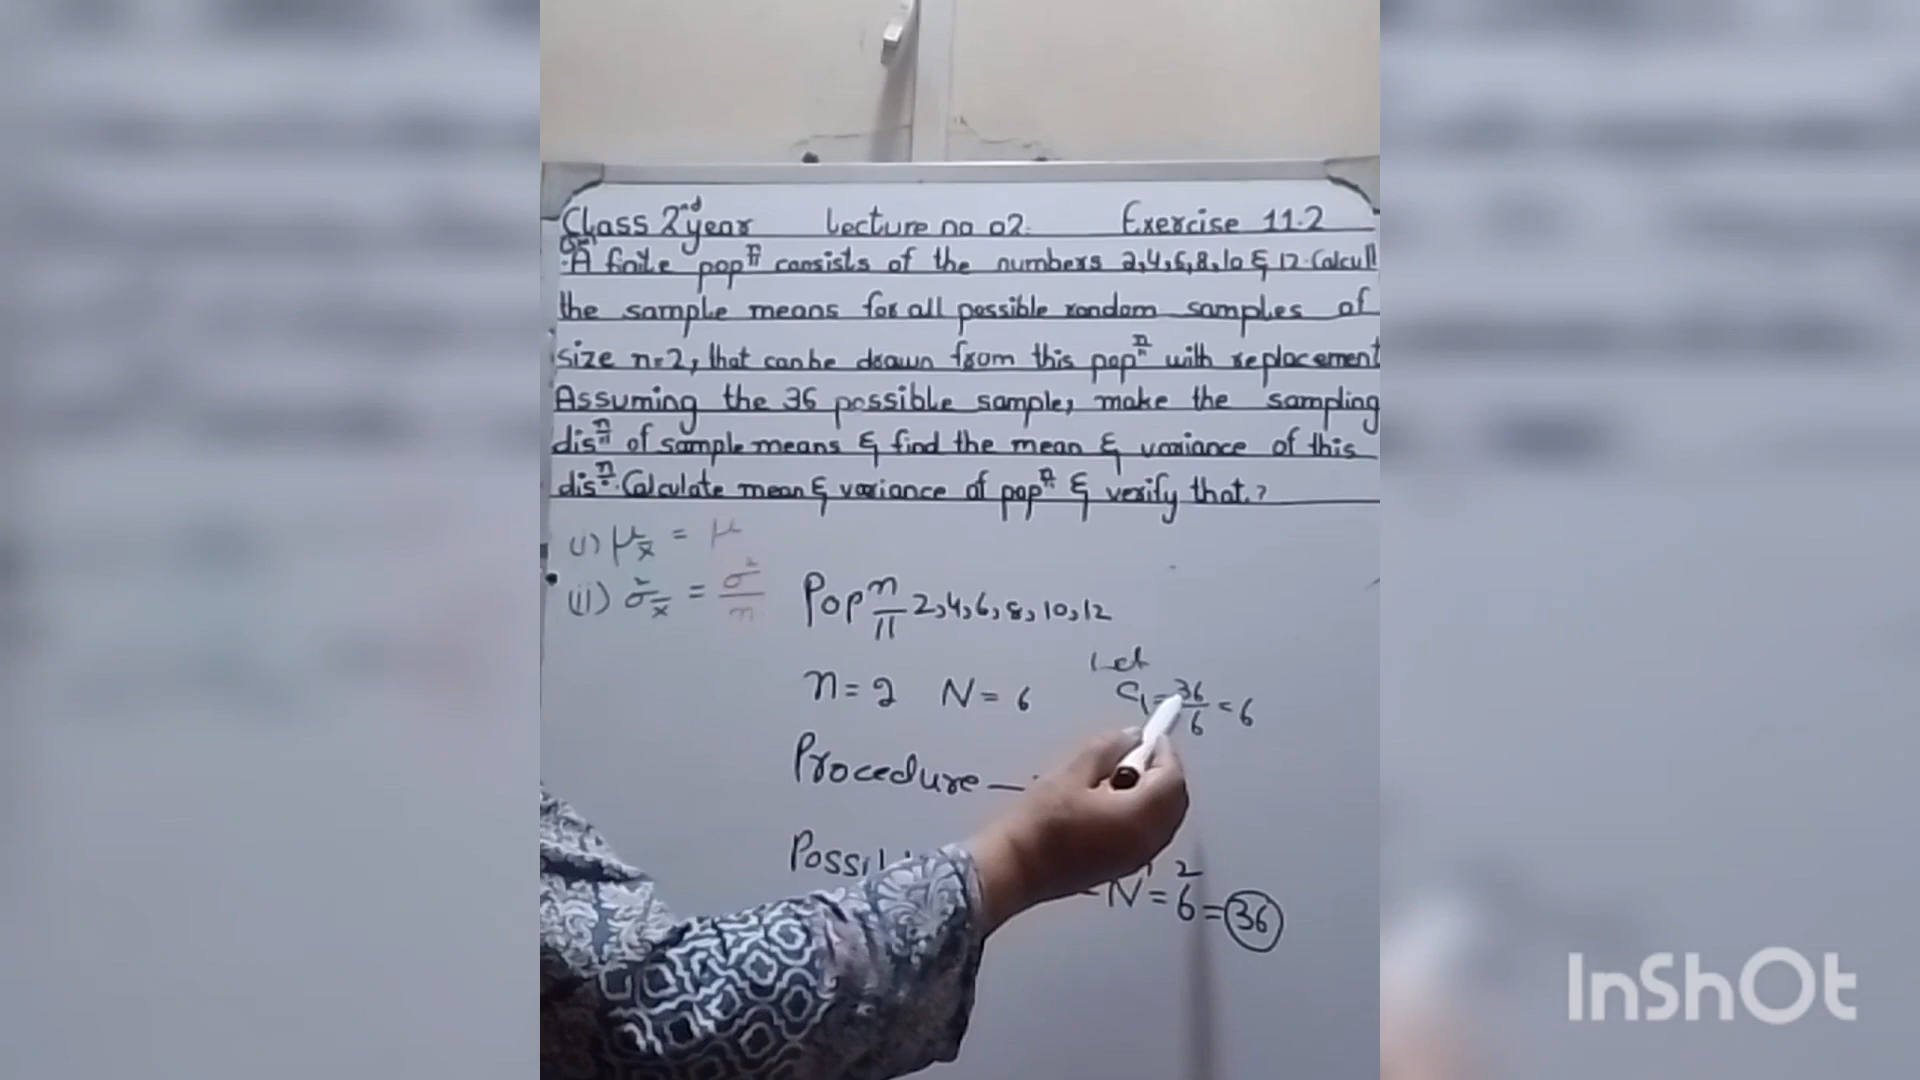 Class 2nd year Lecture no 02. Exercise 11.2
A finite popn consists of the numbers 2,4,6,8,10 & 12. Calcul
the sample means for all possible random samples of
size n=2, that can be drawn from this popn with replacement
Assuming the 36 possible sample, make the sampling
disn of sample means & find the mean & variance of this
disn. Calculate mean & variance of popn & verify that.?
(i) μx̄ = μ
(ii) σ²x̄ = σ²/n
Popn 2,4,6,8,10,12
n=2 N=6
Let
C1=36/6=6
Procedure
N=6²=36
InShOt